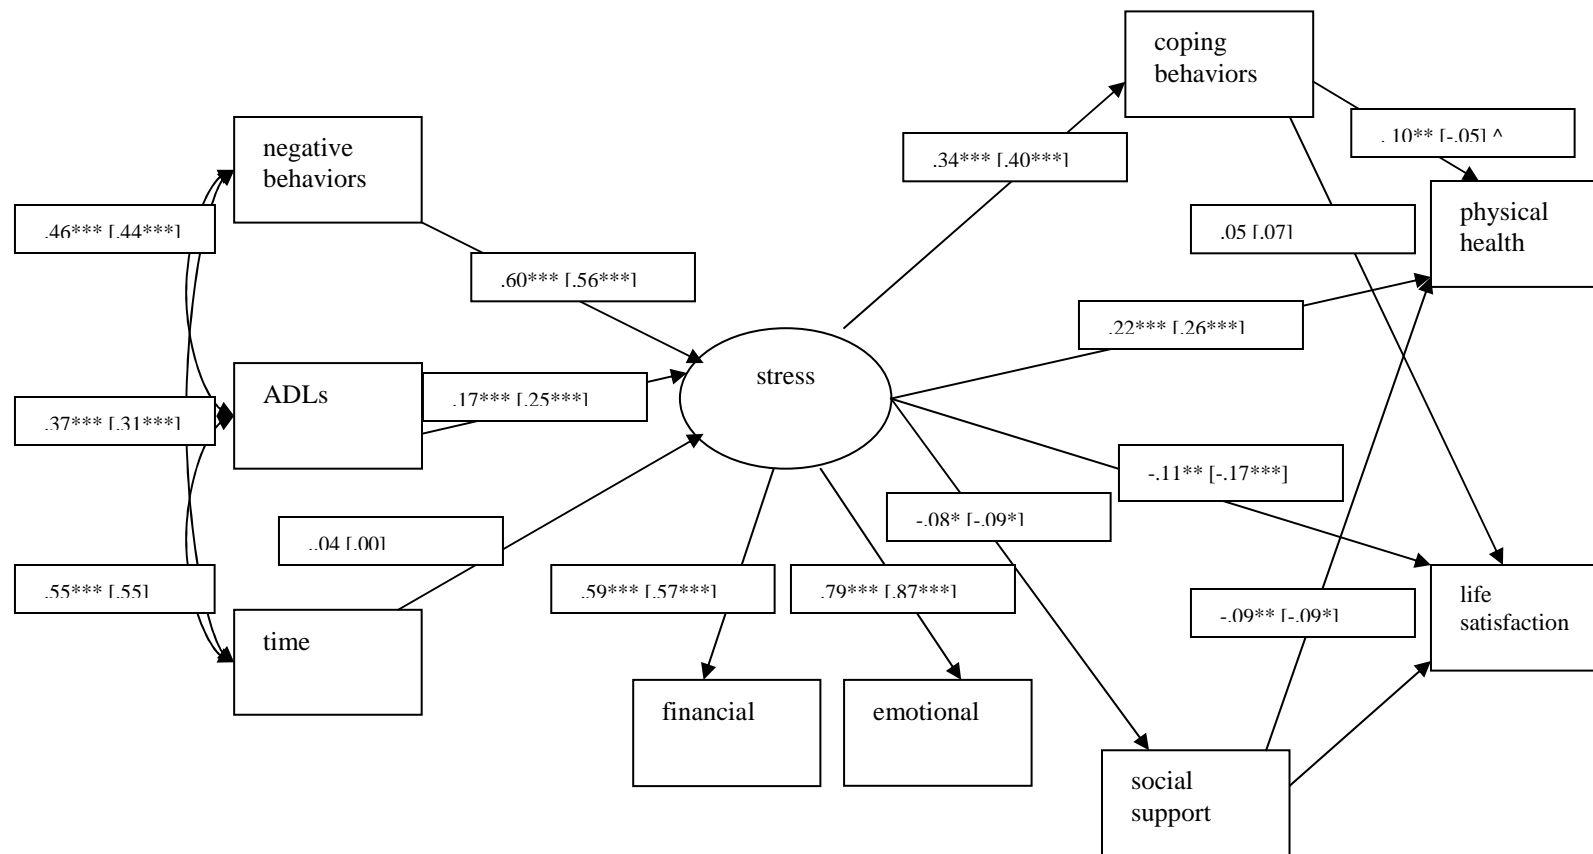 coping
behaviors
negative
behaviors
.10** [-.05] ^
.34*** [.40***]
physical
health
.46*** [.44***]
.05 [.07]
.60*** [.56***]
.22*** [.26***]
stress
ADLs
.17*** [.25***]
.37*** [.31***]
-.11** [-.17***]
-.08* [-.09*]
..04 [.00]
.55*** [.55]
.59*** [.57***]
.79*** [.87***]
life
satisfaction
-.09** [-.09*]
time
financial
emotional
social
support